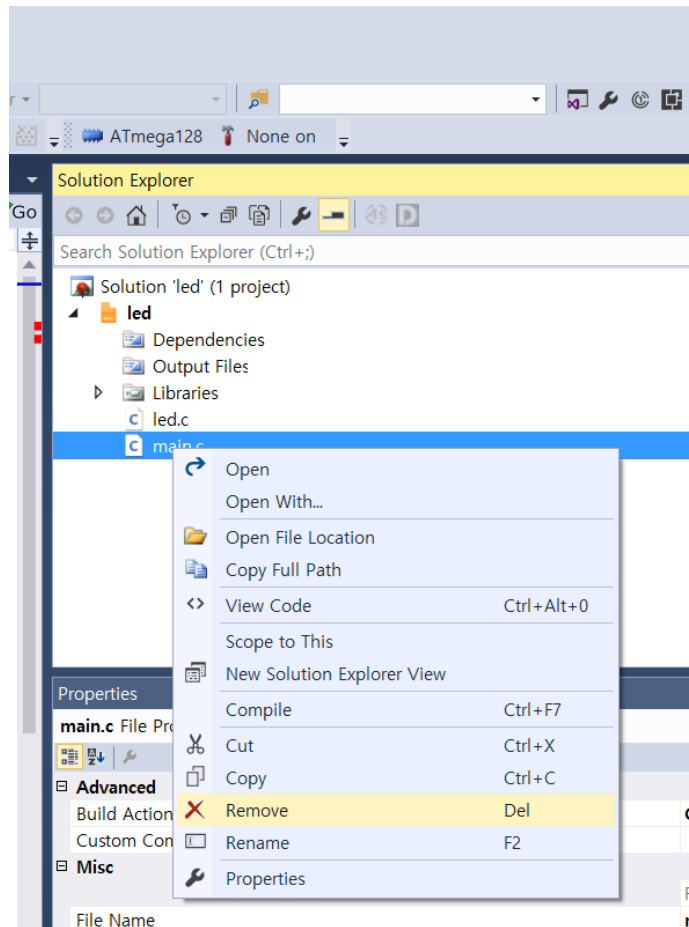 ATmega128 None on
Solution Explorer
Go
Search Solution Explorer (Ctrl+;)
Solution 'led' (1 project)
led
Dependencies
Output Files
Libraries
led.c
main.c
Open
Open With...
Open File Location
Copy Full Path
View Code Ctrl+Alt+0
Scope to This
New Solution Explorer View
Properties
Compile Ctrl+F7
main.c File Pro
Cut Ctrl+X
Copy Ctrl+C
Advanced
Remove Del
Build Action
Custom Con
Rename F2
Misc
Properties
File Name